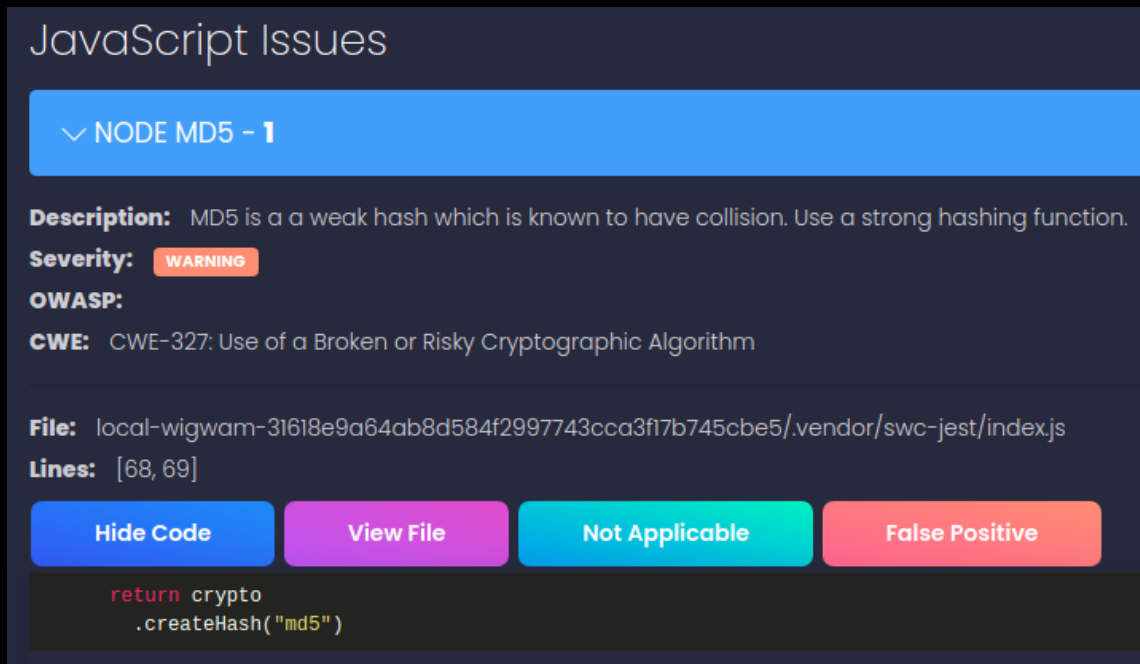 JavaScript Issues
NODE MD5 - 1
Description: MD5 is a a weak hash which is known to have collision. Use a strong hashing function.
Severity: WARNING
OWASP:
CWE: CWE-327: Use of a Broken or Risky Cryptographic Algorithm
File: local-wigwam-31618e9a64ab8d584f2997743cca3f17b745cbe5/.vendor/swc-jest/index.js
Lines: [68, 69]
Hide Code View File Not Applicable False Positive
return crypto
.createHash("md5")